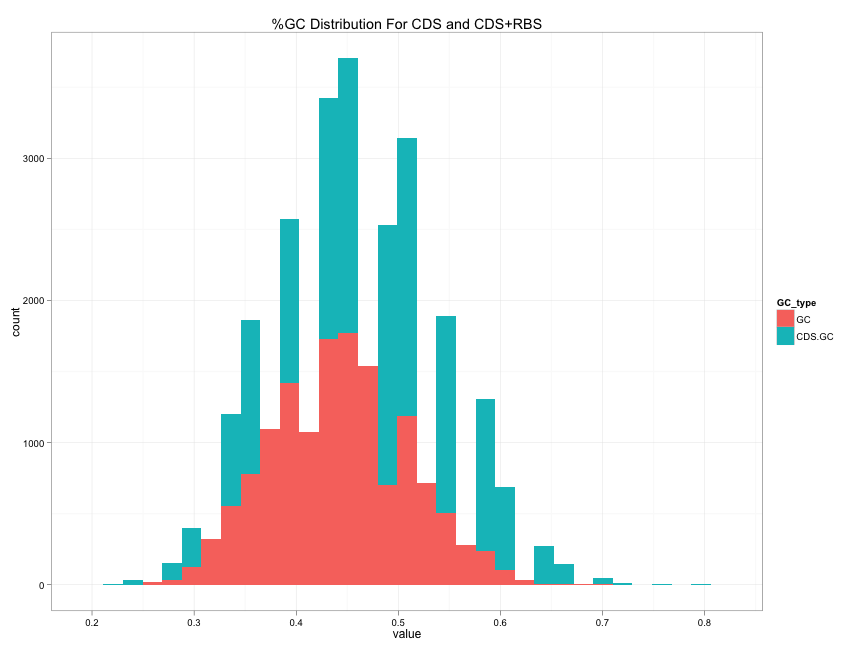 %GC Distribution For CDS and CDS+RBS
count
3000
2000
1000
0
0.2
0.3
0.4
0.5
0.6
0.7
0.8
value
GC_type
GC
CDS.GC